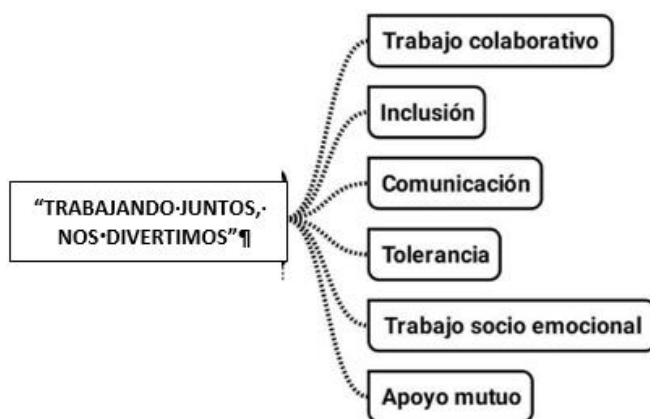 Trabajo colaborativo
Inclusión
Comunicación
“TRABAJANDO·JUNTOS,·
NOS·DIVERTIMOS”¶
Tolerancia
Trabajo socio emocional
Apoyo mutuo